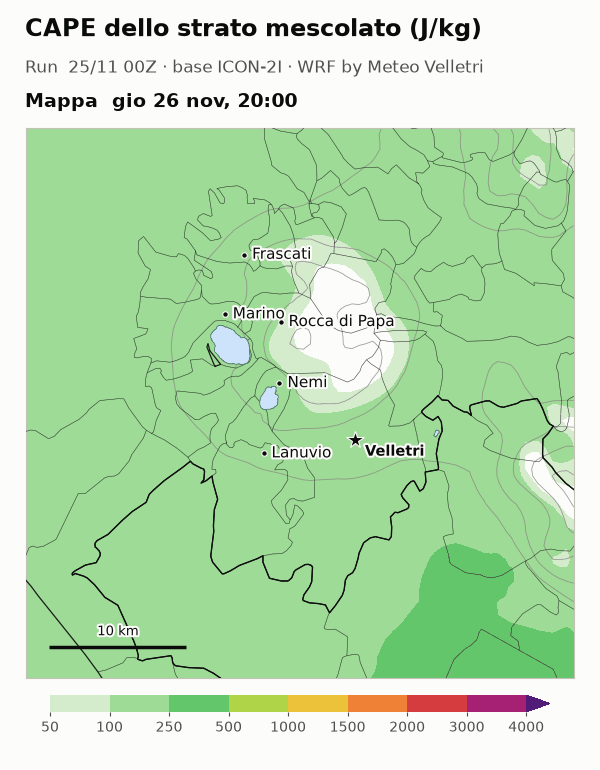 CAPE dello strato mescolato (J/kg)
Run  25/11 00Z · base ICON-2I · WRF by Meteo Velletri
Mappa  gio 26 nov, 20:00
Frascati
Marino
Rocca di Papa
Nemi
Lanuvio
Velletri
10 km
50 100 250 500 1000 1500 2000 3000 4000